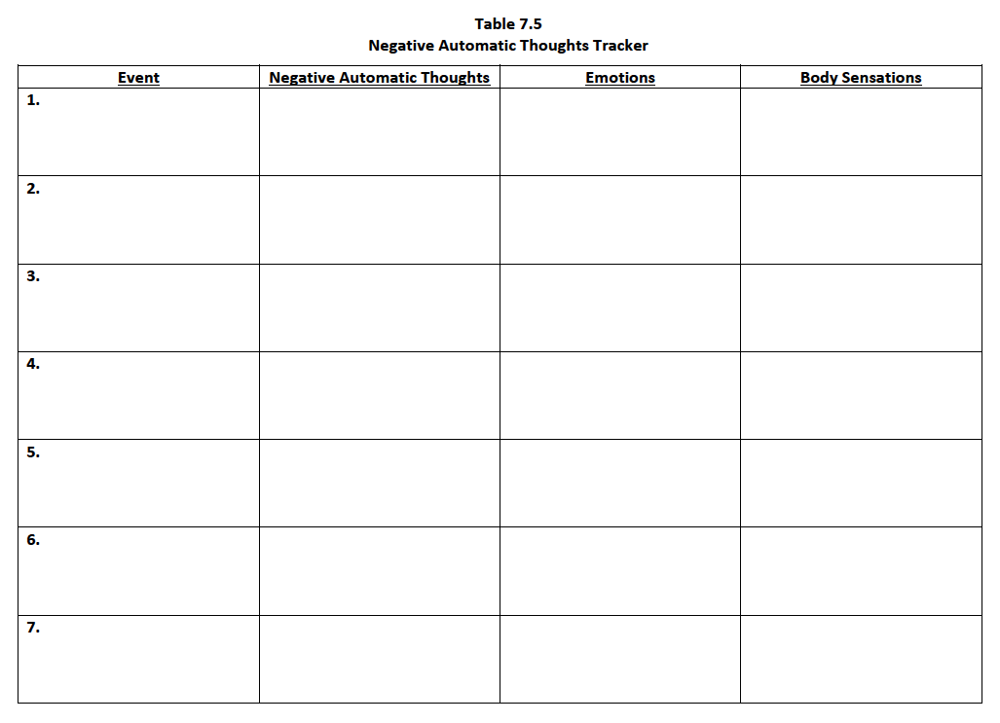 Table 7.5
Negative Automatic Thoughts Tracker
Event Negative Automatic Thoughts Emotions Body Sensations
1.
2.
3.
4.
5.
6.
7.